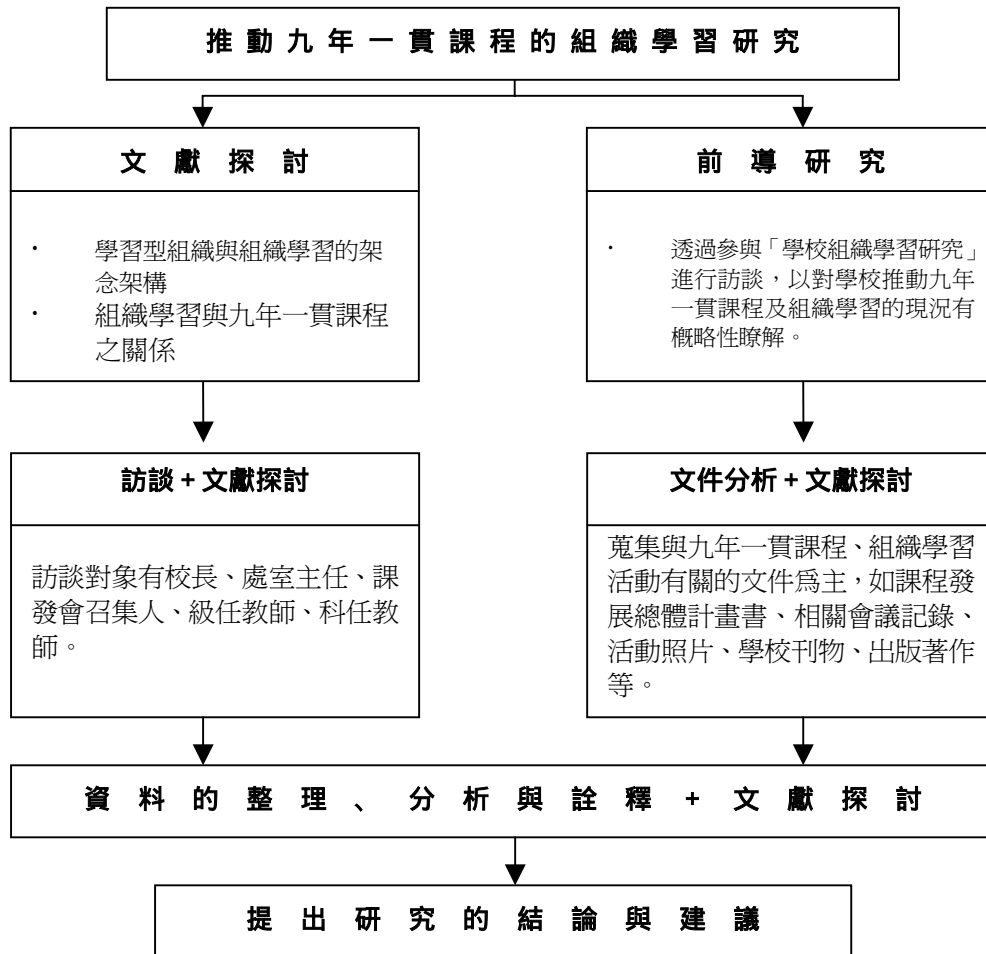 推動九年一貫課程的組織學習研究
文獻探討
· 學習型組織與組織學習的架
念架構
· 組織學習與九年一貫課程
之關係
前導研究
· 透過參與「學校組織學習研究」
進行訪談，以對學校推動九年
一貫課程及組織學習的現況有
概略性瞭解。
訪談 + 文獻探討
訪談對象有校長、處室主任、課
發會召集人、級任教師、科任教
師。
文件分析 + 文獻探討
蒐集與九年一貫課程、組織學習
活動有關的文件為主，如課程發
展總體計畫書、相關會議記錄、
活動照片、學校刊物、出版著作
等。
資料的整理、分析與詮釋 + 文獻探討
提出研究的結論與建議